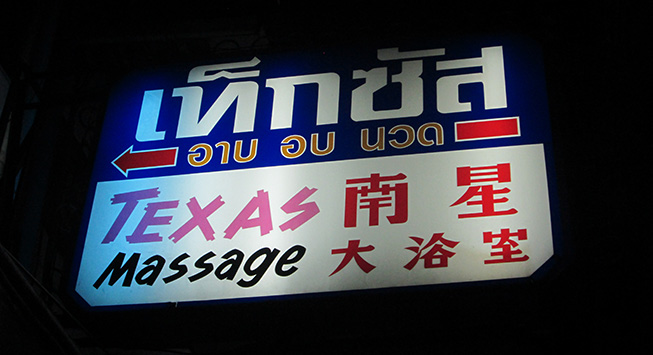 เท็กซัส
อาบ อบ นวด
TEXAS 南星
Massage 大浴室